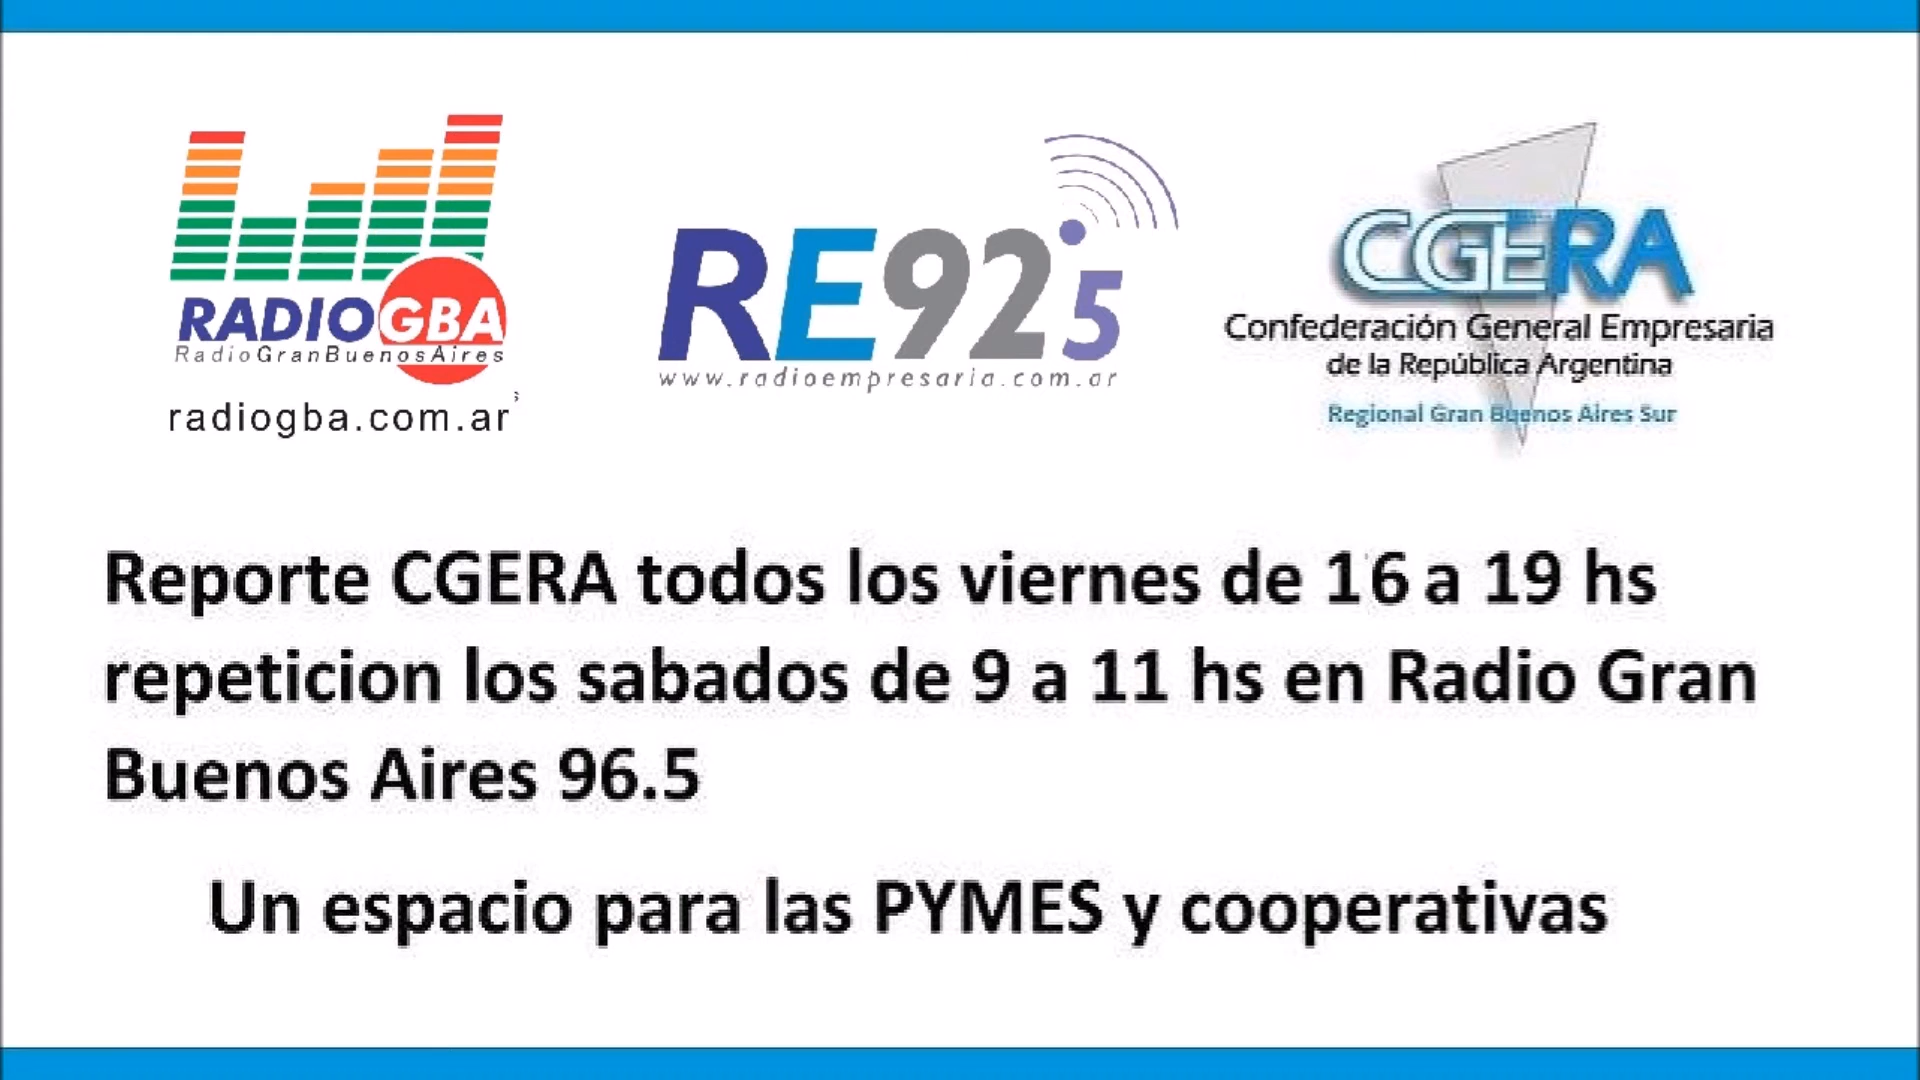 RADIOGBA
RadioGranBuenosAires
radiogba.com.ar
RE92.5
www.radioempresaria.com.ar
CGERA
Confederación General Empresaria
de la República Argentina
Regional Gran Buenos Aires Sur
Reporte CGERA todos los viernes de 16 a 19 hs
repeticion los sabados de 9 a 11 hs en Radio Gran
Buenos Aires 96.5
Un espacio para las PYMES y cooperativas